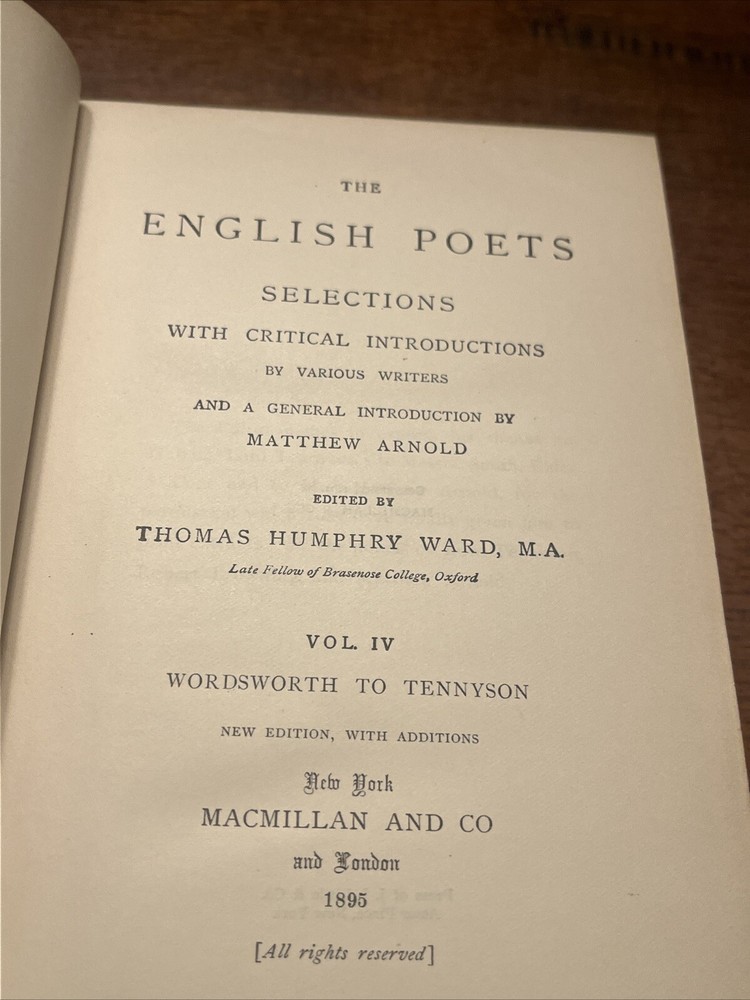 THE
ENGLISH POETS
SELECTIONS
WITH CRITICAL INTRODUCTIONS
BY VARIOUS WRITERS
AND A GENERAL INTRODUCTION BY
MATTHEW ARNOLD
EDITED BY
THOMAS HUMPHRY WARD, M.A.
Late Fellow of Brasenose College, Oxford
VOL. IV
WORDSWORTH TO TENNYSON
NEW EDITION, WITH ADDITIONS
New York
MACMILLAN AND CO
and London
1895
[All rights reserved]